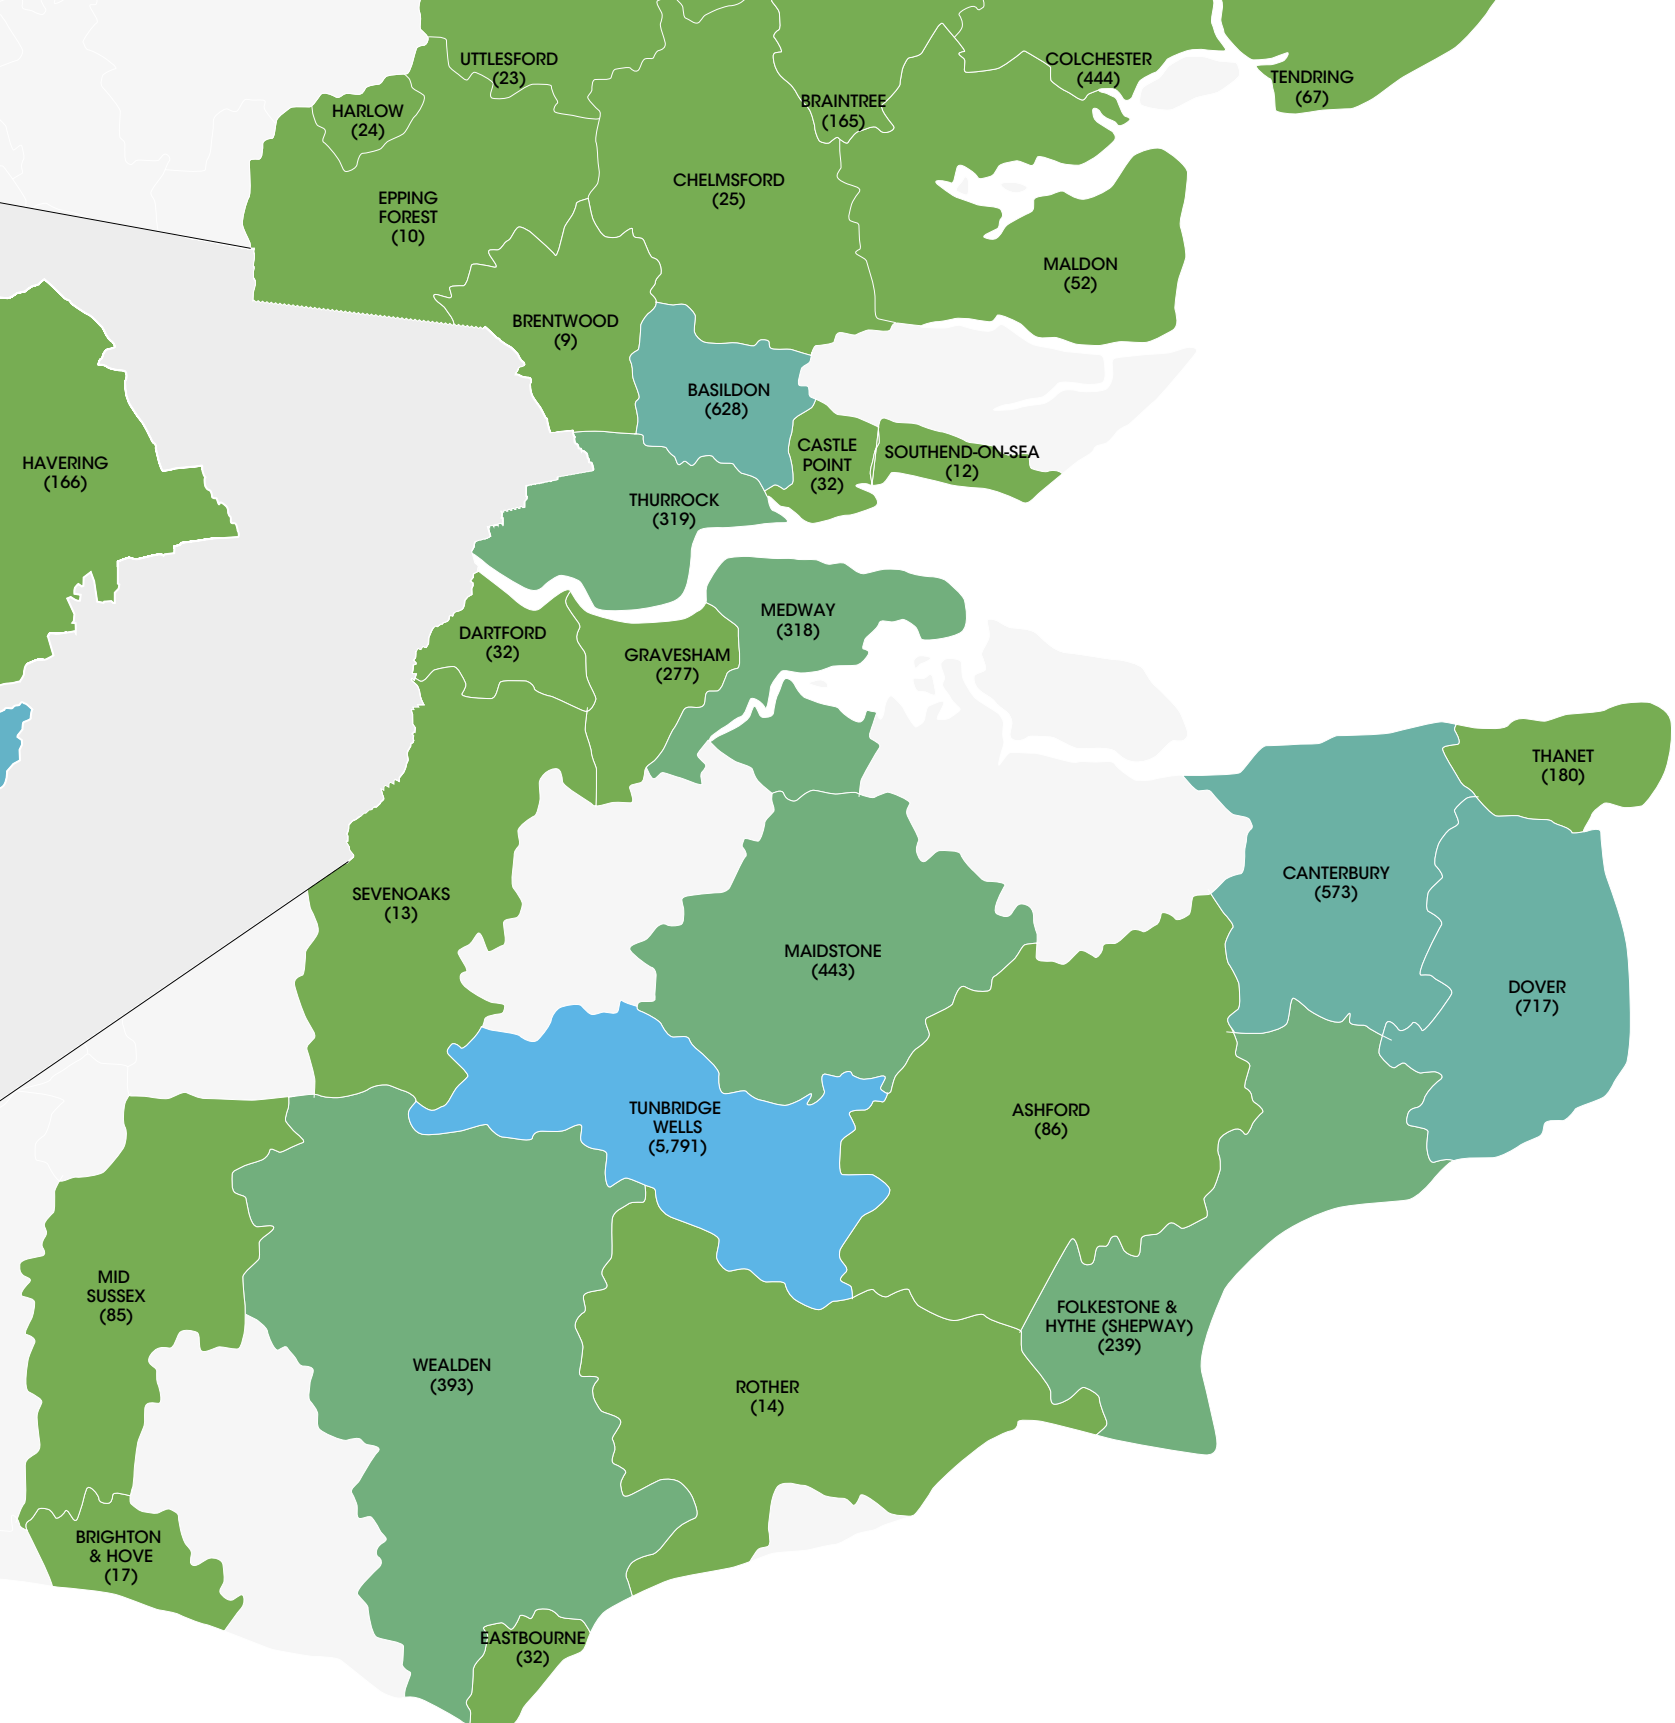 UTTLESFORD
(23)
COLCHESTER
(444)
TENDRING
(67)
HARLOW
(24)
BRAINTREE
(165)
CHELMSFORD
(25)
EPPING
FOREST
(10)
MALDON
(52)
BRENTWOOD
(9)
BASILDON
(628)
HAVERING
(166)
CASTLE
POINT
(32)
SOUTHEND-ON-SEA
(12)
THURROCK
(319)
MEDWAY
(318)
DARTFORD
(32)
GRAVESHAM
(277)
THANET
(180)
CANTERBURY
(573)
SEVENOAKS
(13)
MAIDSTONE
(443)
DOVER
(717)
TUNBRIDGE
WELLS
(5,791)
ASHFORD
(86)
MID
SUSSEX
(85)
FOLKESTONE &
HYTHE (SHEPWAY)
(239)
WEALDEN
(393)
ROTHER
(14)
BRIGHTON
& HOVE
(17)
EASTBOURNE
(32)